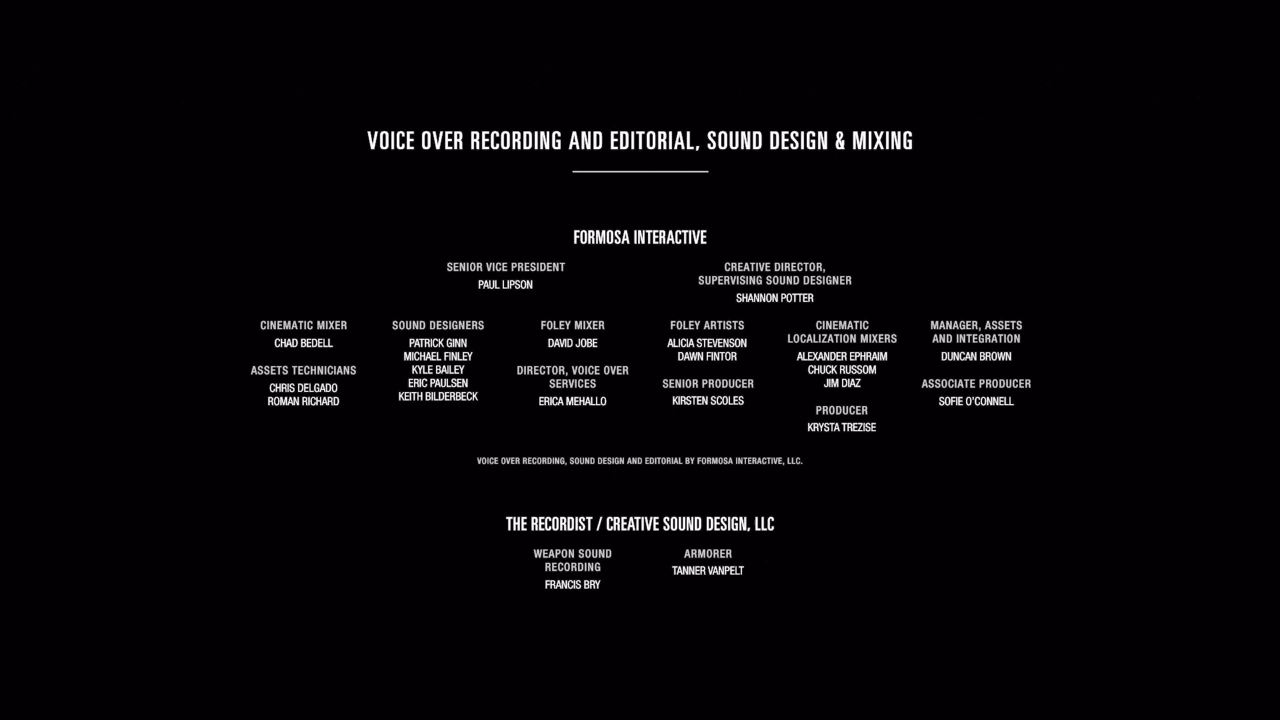 VOICE OVER RECORDING AND EDITORIAL, SOUND DESIGN & MIXING
FORMOSA INTERACTIVE
SENIOR VICE PRESIDENT
PAUL LIPSON
CREATIVE DIRECTOR,
SUPERVISING SOUND DESIGNER
SHANNON POTTER
CINEMATIC MIXER
CHAD BEDELL
ASSETS TECHNICIANS
CHRIS DELGADO
ROMAN RICHARD
SOUND DESIGNERS
PATRICK GINN
MICHAEL FINLEY
KYLE BAILEY
ERIC PAULSEN
KEITH BILDERBECK
FOLEY MIXER
DAVID JOBE
DIRECTOR, VOICE OVER
SERVICES
ERICA MEHALLO
FOLEY ARTISTS
ALICIA STEVENSON
DAWN FINTOR
SENIOR PRODUCER
KIRSTEN SCOLES
CINEMATIC
LOCALIZATION MIXERS
ALEXANDER EPHRAIM
CHUCK RUSSOM
JIM DIAZ
PRODUCER
KRYSTA TREZISE
MANAGER, ASSETS
AND INTEGRATION
DUNCAN BROWN
ASSOCIATE PRODUCER
SOFIE O'CONNELL
VOICE OVER RECORDING, SOUND DESIGN AND EDITORIAL BY FORMOSA INTERACTIVE, LLC.
THE RECORDIST / CREATIVE SOUND DESIGN, LLC
WEAPON SOUND
RECORDING
FRANCIS BRY
ARMORER
TANNER VANPELT